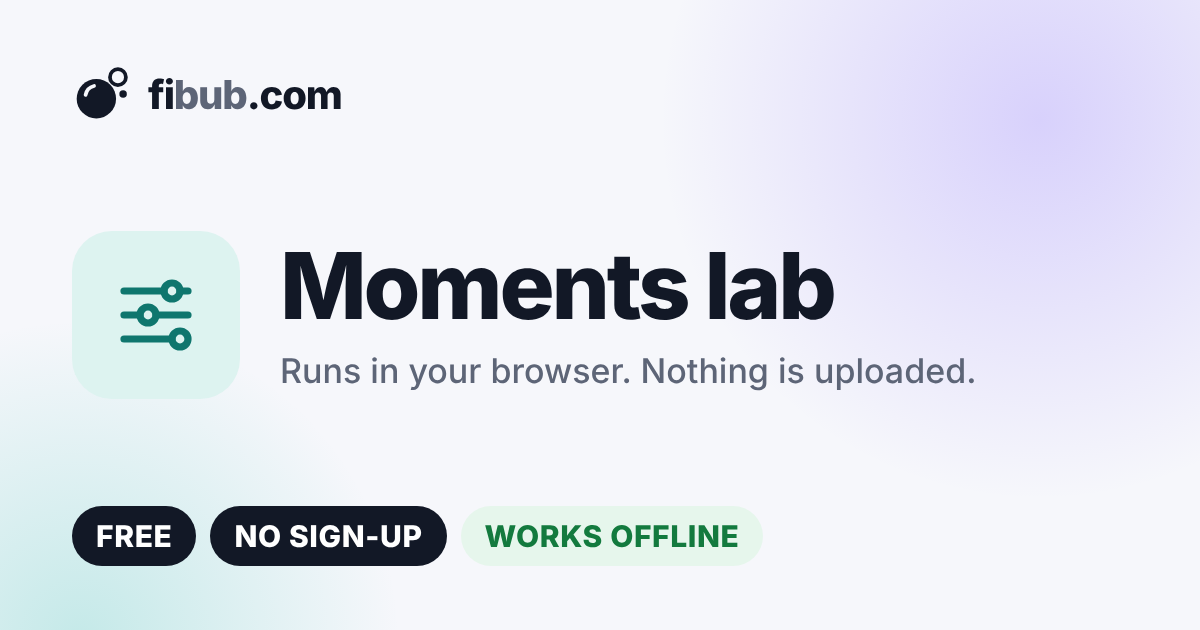 fibub.com
Moments lab
Runs in your browser. Nothing is uploaded.
FREE NO SIGN-UP WORKS OFFLINE